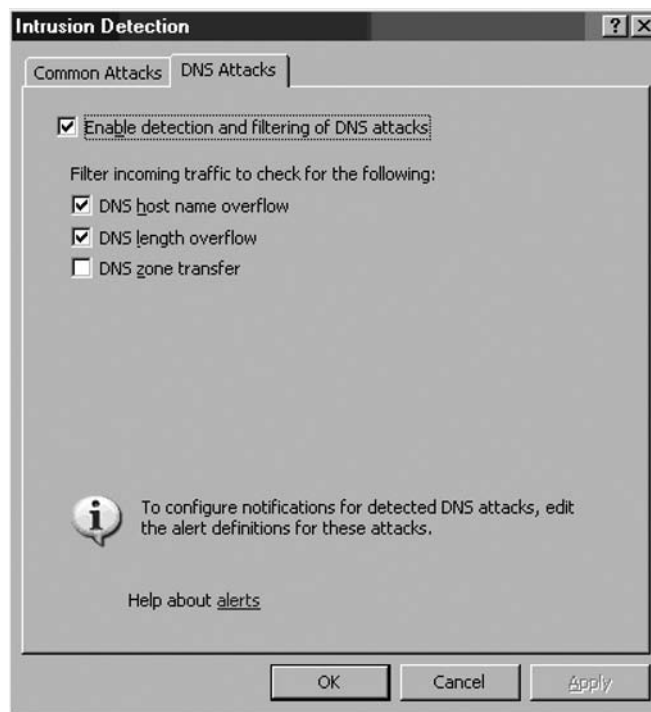 Intrusion Detection
Common Attacks
DNS Attacks
Enable detection and filtering of DNS attacks
Filter incoming traffic to check for the following:
DNS host name overflow
DNS length overflow
DNS zone transfer
To configure notifications for detected DNS attacks, edit
the alert definitions for these attacks.
Help about alerts
OK
Cancel
Apply